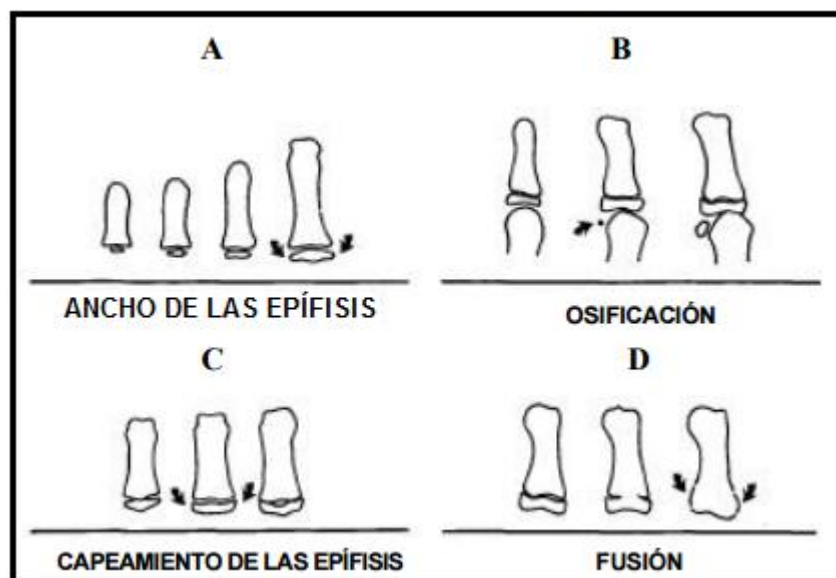 A
B
ANCHO DE LAS EPÍFISIS
OSIFICACIÓN
C
D
CAPEAMIENTO DE LAS EPÍFISIS
FUSIÓN